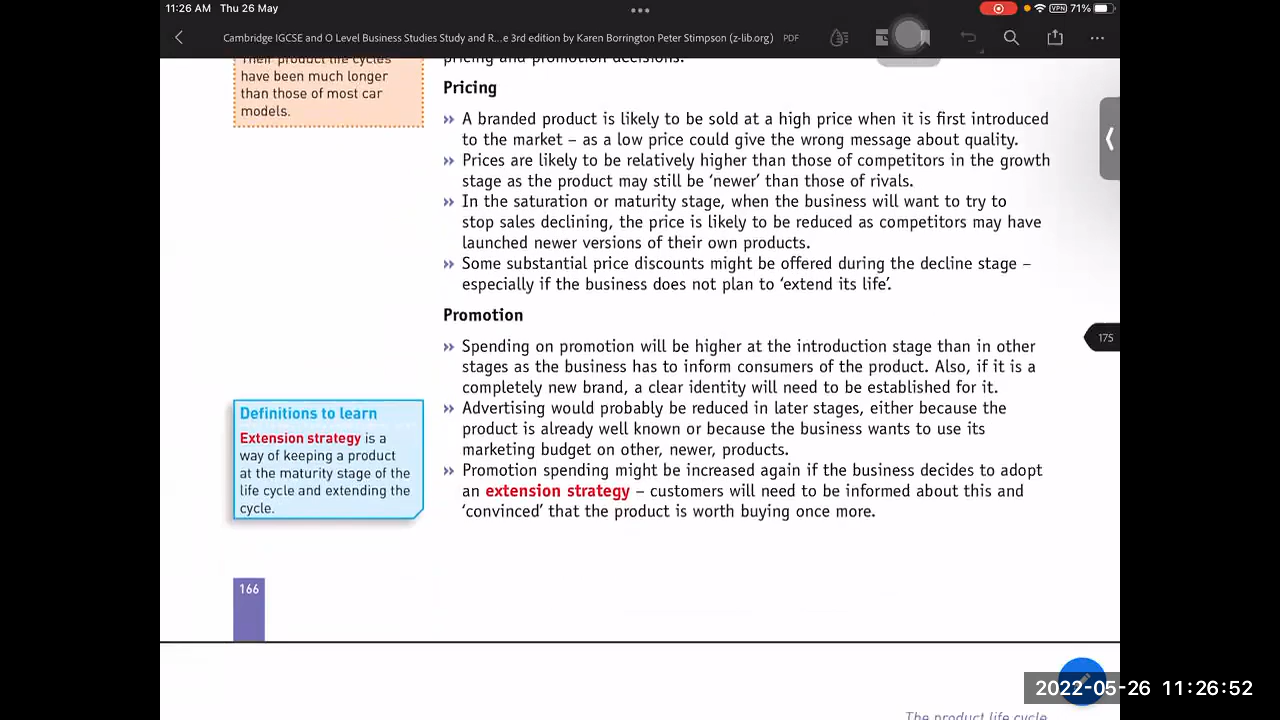 11:26 AM Thu 26 May
VPN 71%
Cambridge IGCSE and O Level Business Studies Study and R...e 3rd edition by Karen Borrington Peter Stimpson (z-lib.org) PDF
Their product life cycles
have been much longer
than those of most car
models.
pricing and promotion decisions.
Pricing
» A branded product is likely to be sold at a high price when it is first introduced
to the market – as a low price could give the wrong message about quality.
» Prices are likely to be relatively higher than those of competitors in the growth
stage as the product may still be ‘newer’ than those of rivals.
» In the saturation or maturity stage, when the business will want to try to
stop sales declining, the price is likely to be reduced as competitors may have
launched newer versions of their own products.
» Some substantial price discounts might be offered during the decline stage –
especially if the business does not plan to ‘extend its life’.
Promotion
» Spending on promotion will be higher at the introduction stage than in other
stages as the business has to inform consumers of the product. Also, if it is a
completely new brand, a clear identity will need to be established for it.
» Advertising would probably be reduced in later stages, either because the
product is already well known or because the business wants to use its
marketing budget on other, newer, products.
» Promotion spending might be increased again if the business decides to adopt
an extension strategy – customers will need to be informed about this and
‘convinced’ that the product is worth buying once more.
Definitions to learn
Extension strategy is a
way of keeping a product
at the maturity stage of the
life cycle and extending the
cycle.
175
166
The product life cycle
2022-05-26 11:26:52